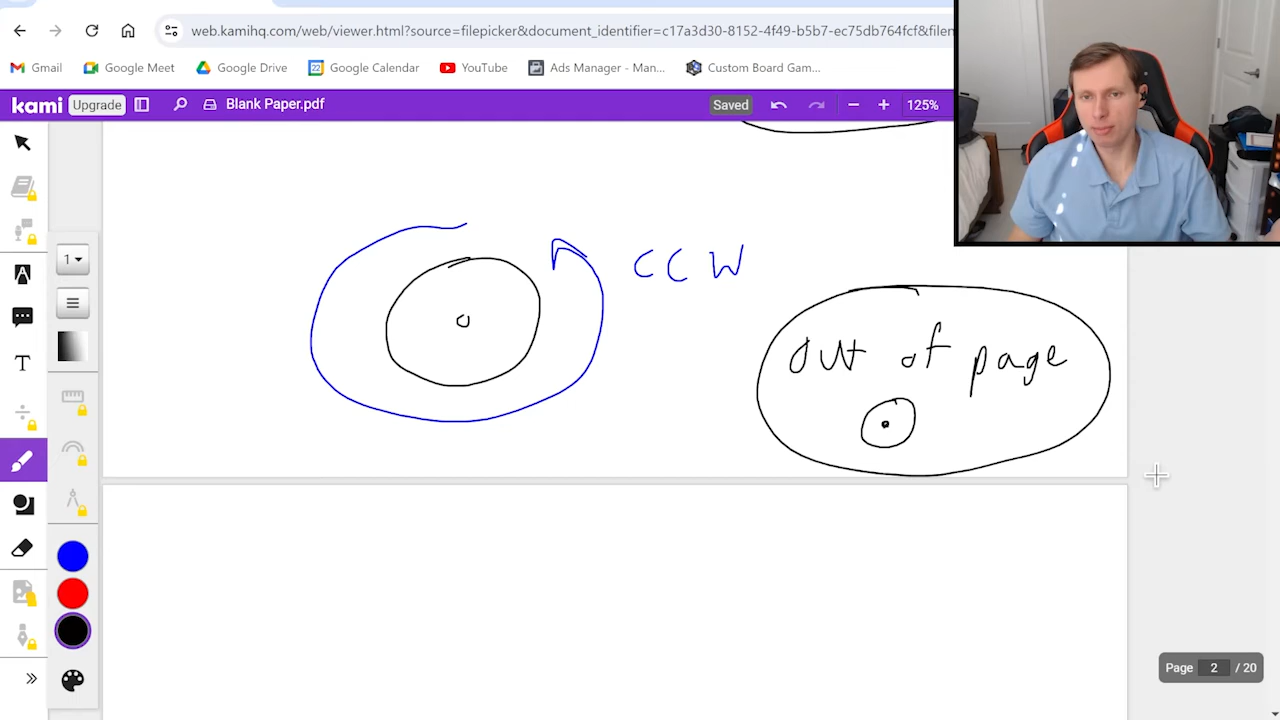 web.kamihq.com/web/viewer.html?source=filepicker&document_identifier=c17a3d30-8152-4f49-b5b7-ec75db764fcf&filen
Gmail Google Meet Google Drive 22 Google Calendar YouTube Ads Manager - Man... Custom Board Gam...
kami Upgrade Blank Paper.pdf Saved 125%
1
A
T
CCW
out of page
Page 2 / 20